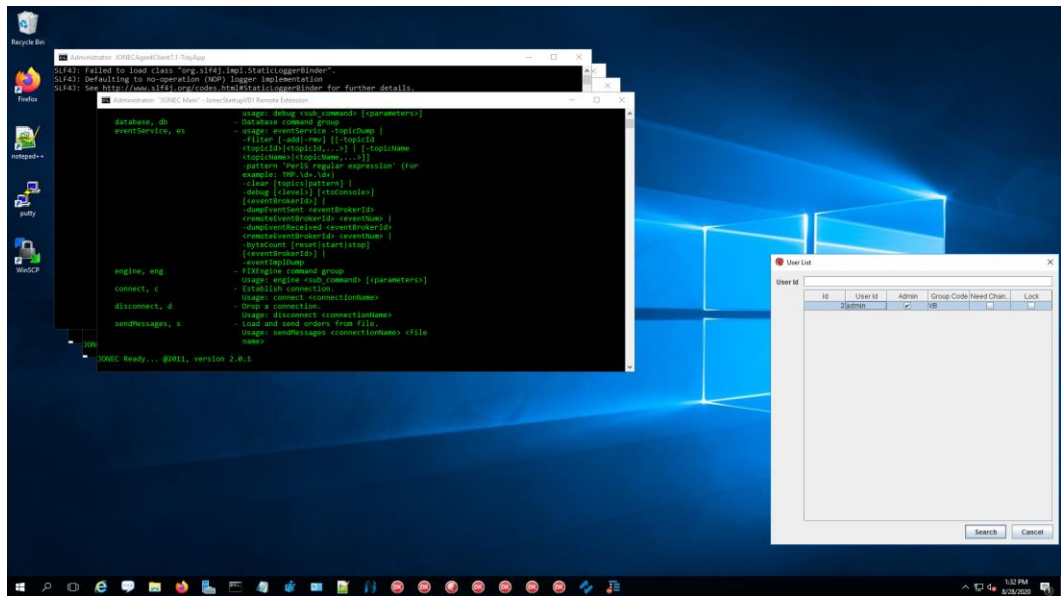 Recycle Bin
Firefox
notepad++
putty
WinSCP
Administrator: JONECAgentClient7.1-TrayApp
SLF4J: Failed to load class "org.slf4j.impl.StaticLoggerBinder".
SLF4J: Defaulting to no-operation (NOP) logger implementation
SLF4J: See http://www.slf4j.org/codes.html#StaticLoggerBinder for further details.
Administrator: "JONEC Meer" - JonecStartupVB1 Remote Extension
usage: debug <sub_command> [<parameters>]
database, db - Database command group
eventService, es - usage: eventService -topicDump |
-filter [-add|-rmv] [[-topicId
<topicId>|<topicId,...>] | [-topicName
<topicName>|<topicName,...>]]
-pattern 'Perl5 regular expression' (For
example: TMP.\d+.\d+)
-clear [topics|pattern] |
-debug [<level>] [<toConsole>]
[<eventBrokerId>] |
-dumpEventSent <eventBrokerId>
<remoteEventBrokerId> <eventNum> |
-dumpEventReceived <eventBrokerId>
<remoteEventBrokerId> <eventNum> |
-byteCount [reset|start|stop]
[<eventBrokerId>] |
-eventImplDump
engine, eng - FIXEngine command group
Usage: engine <sub_command> [<parameters>]
connect, c - Establish connection.
Usage: connect <connectionName>
disconnect, d - Drop a connection.
Usage: disconnect <connectionName>
sendMessages, s - Load and send orders from file.
Usage: sendMessages <connectionName> <file
name>
JON
JONEC Ready... @2011, version 2.0.1
User List
User Id
Id User Id Admin Group Code Need Chan... Lock
2 admin VB
Search Cancel
1:32 PM
8/28/2020